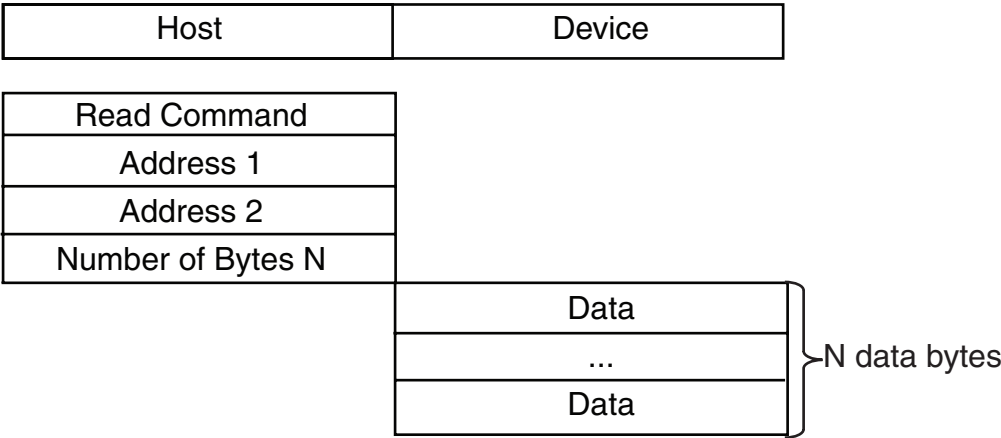 Host Device
Read Command
Address 1
Address 2
Number of Bytes N
Data
...
Data
N data bytes